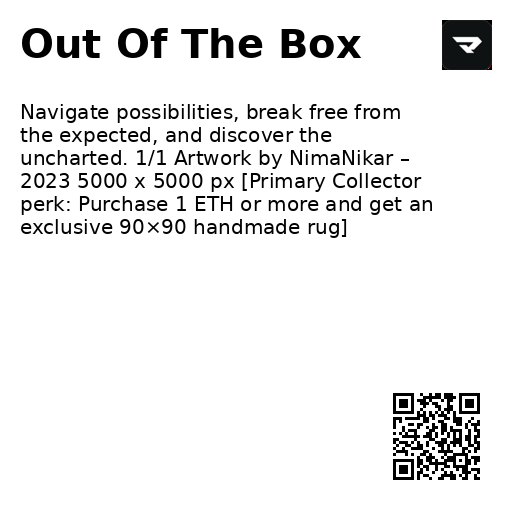 Out Of The Box
Navigate possibilities, break free from
the expected, and discover the
uncharted. 1/1 Artwork by NimaNikar –
2023 5000 x 5000 px [Primary Collector
perk: Purchase 1 ETH or more and get an
exclusive 90×90 handmade rug]